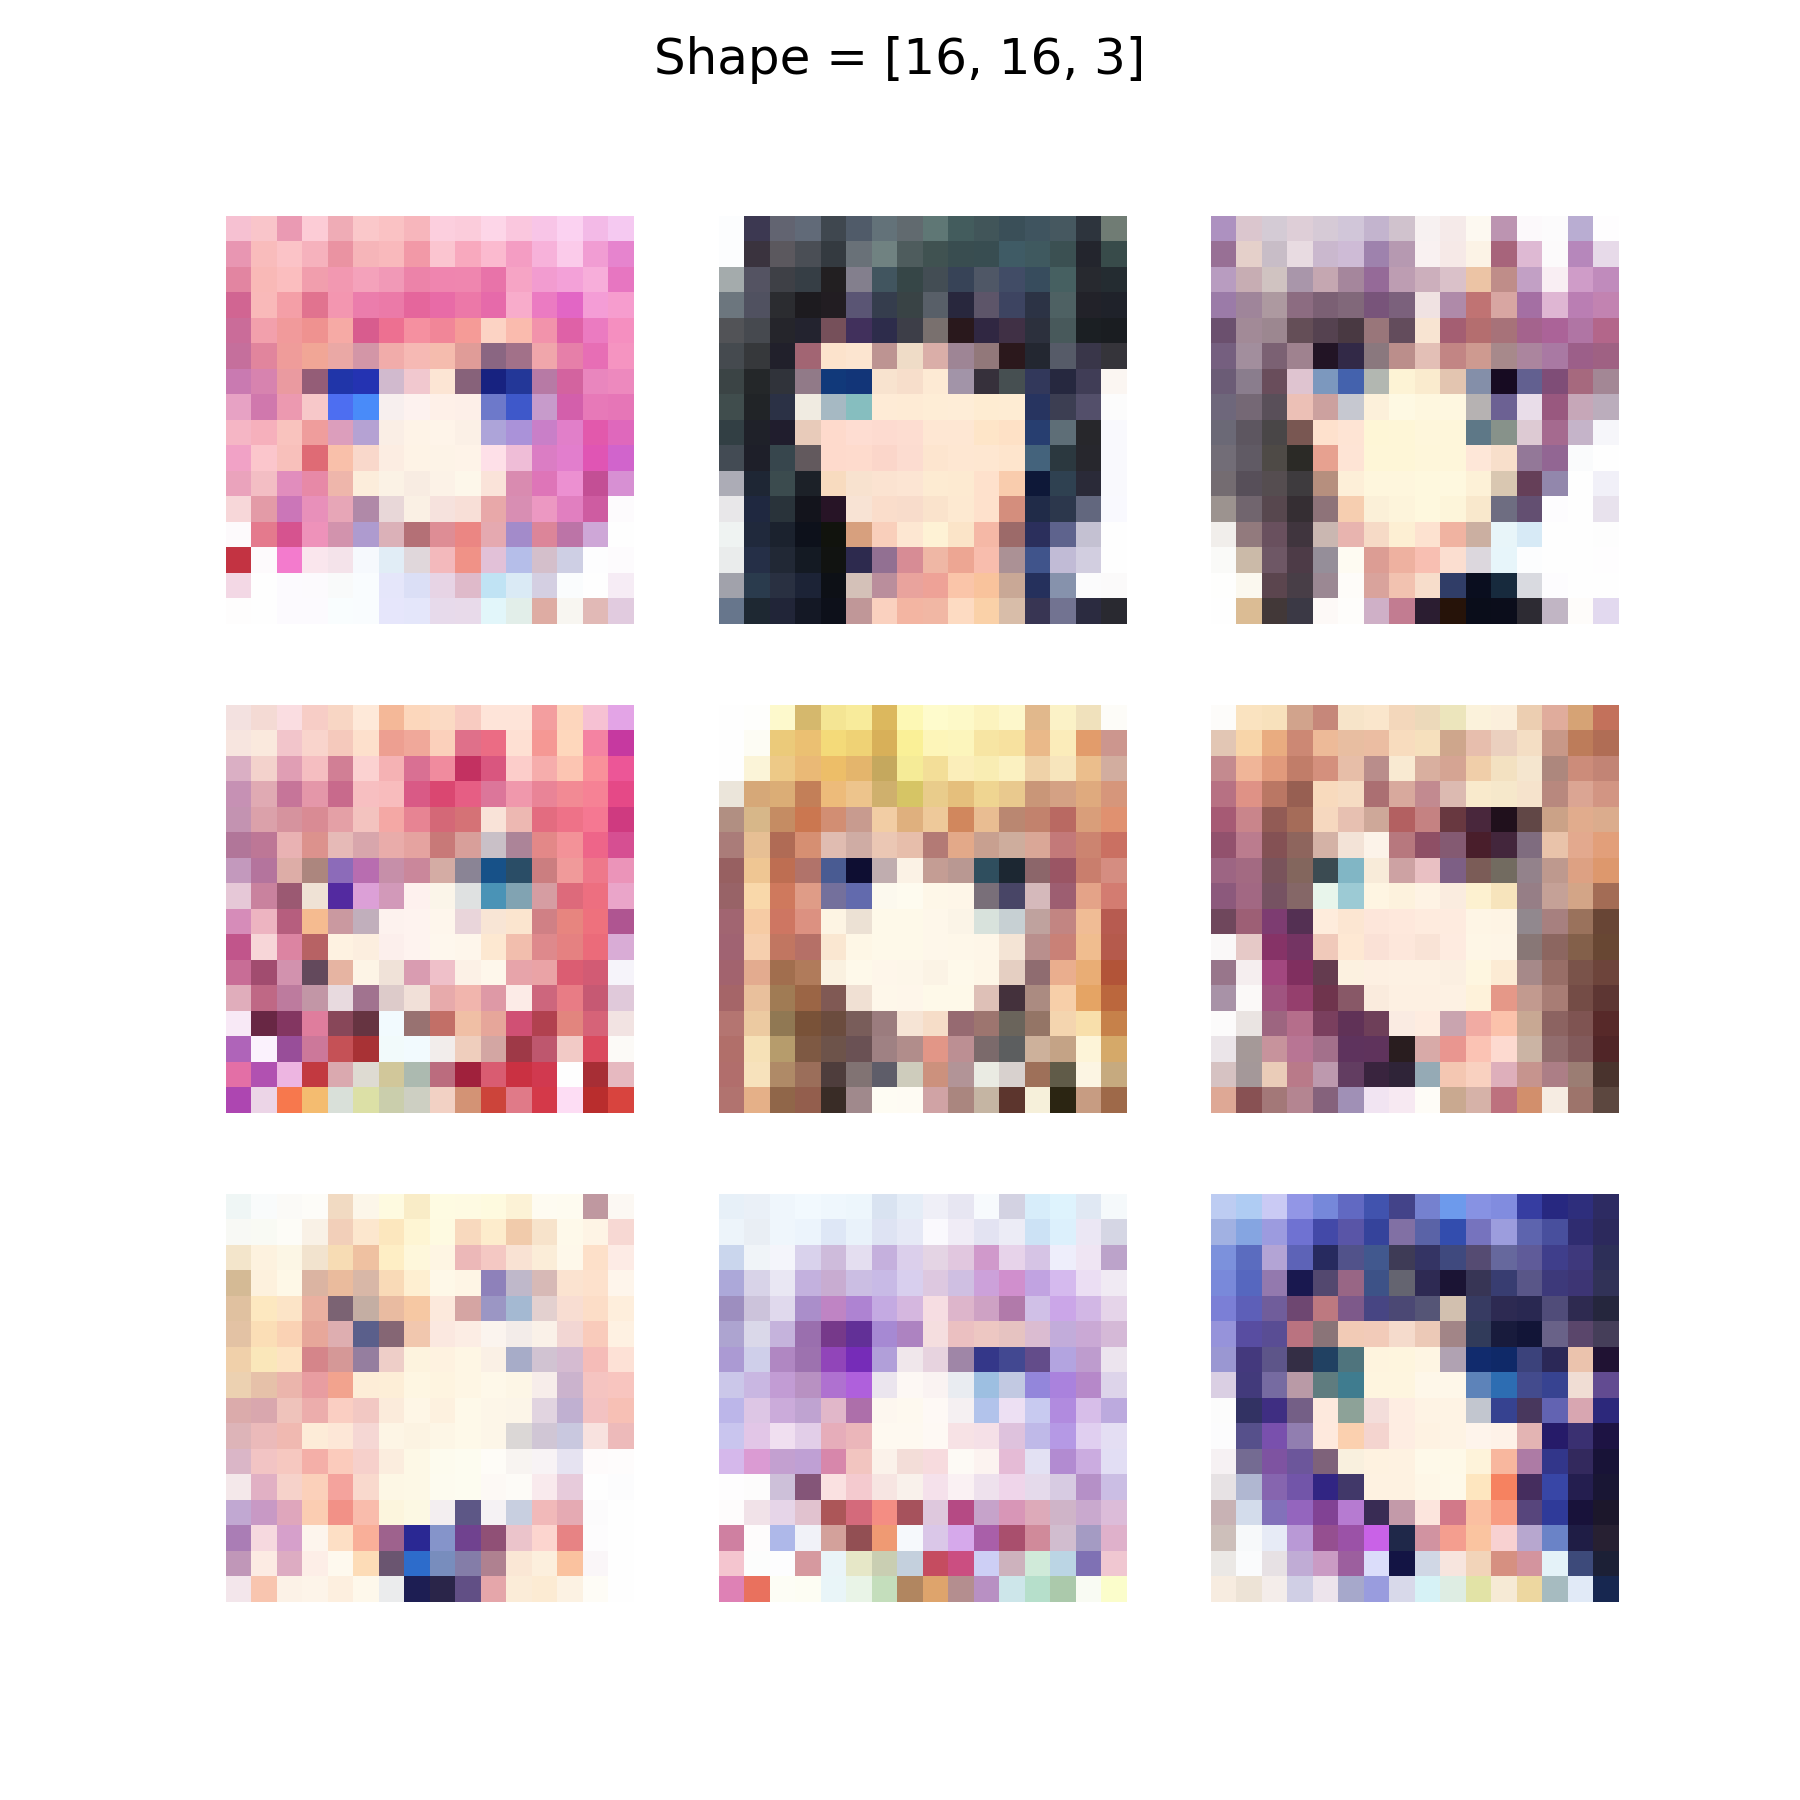 Shape = [16, 16, 3]